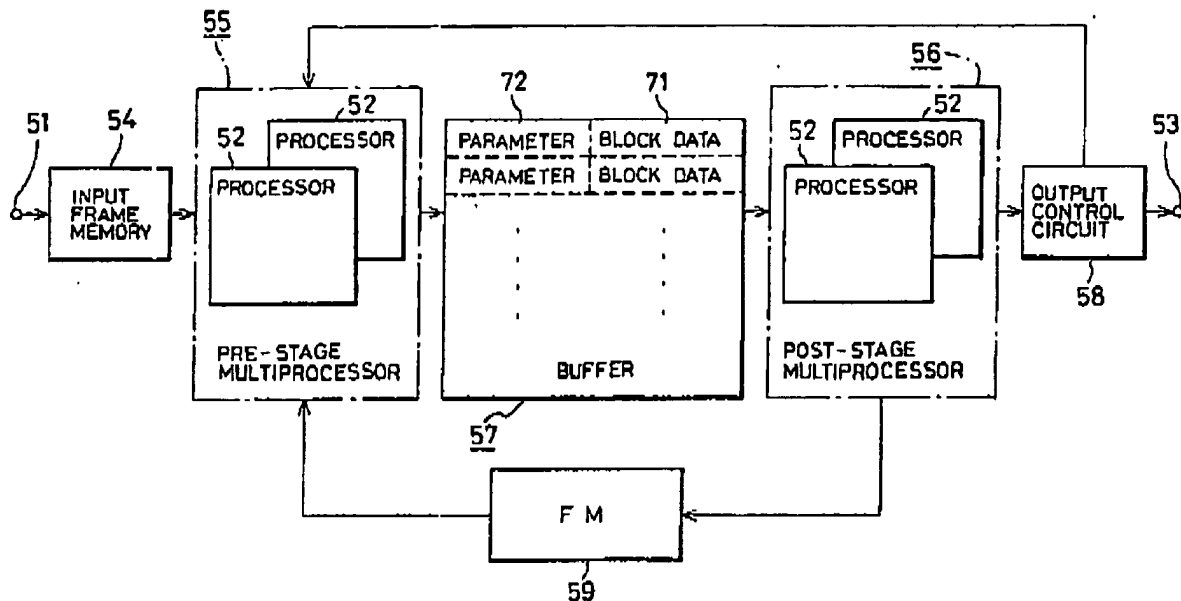 55
56
72
71
51
54
52
52
PROCESSOR
PROCESSOR
INPUT
FRAME
MEMORY
PRE-STAGE
MULTIPROCESSOR
PARAMETER
BLOCK DATA
PARAMETER
BLOCK DATA
BUFFER
57
52
52
PROCESSOR
PROCESSOR
POST-STAGE
MULTIPROCESSOR
OUTPUT
CONTROL
CIRCUIT
58
53
FM
59